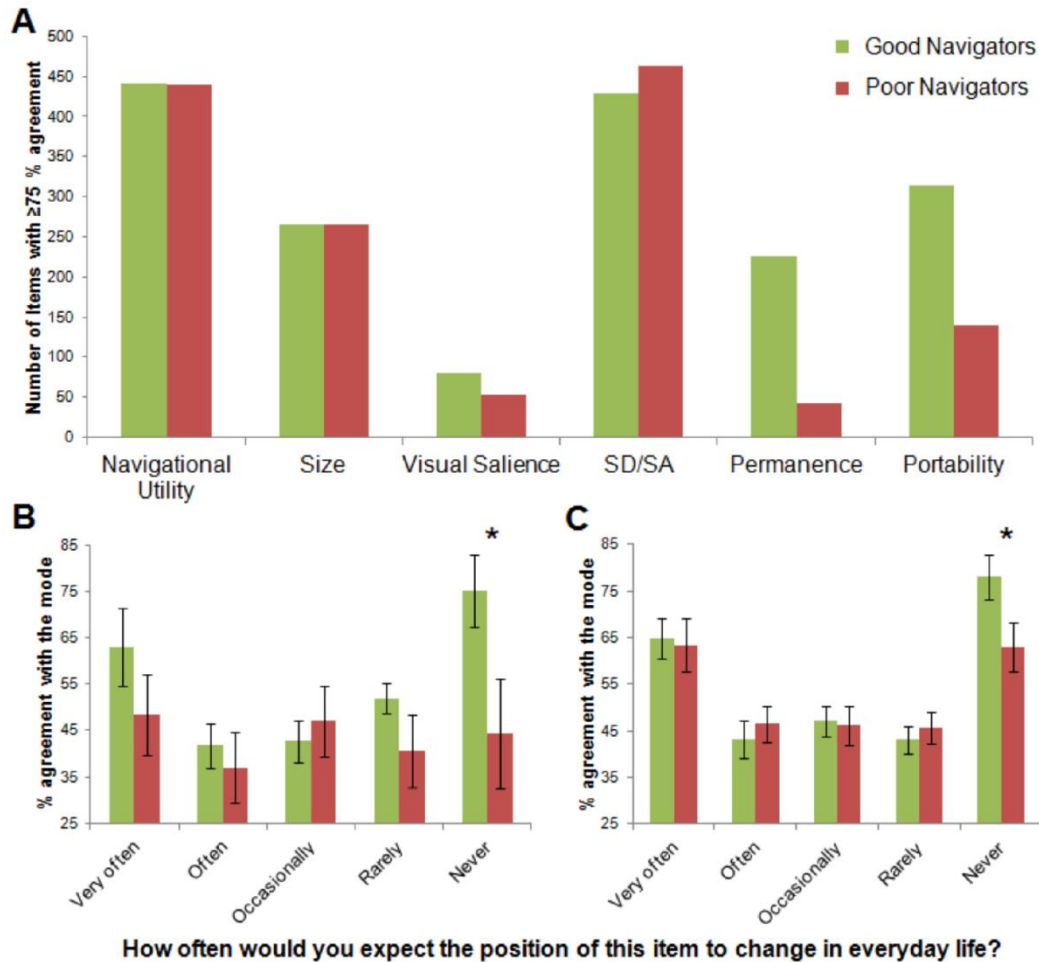 A
500
450
400
350
300
250
200
150
100
50
0
Number of Items with ≥75 % agreement
Good Navigators
Poor Navigators
Navigational
Utility
Size
Visual Salience
SD/SA
Permanence
Portability
B
85
75
65
55
45
35
25
% agreement with the mode
*
Very often
Often
Occasionally
Rarely
Never
C
85
75
65
55
45
35
25
% agreement with the mode
*
Very often
Often
Occasionally
Rarely
Never
How often would you expect the position of this item to change in everyday life?